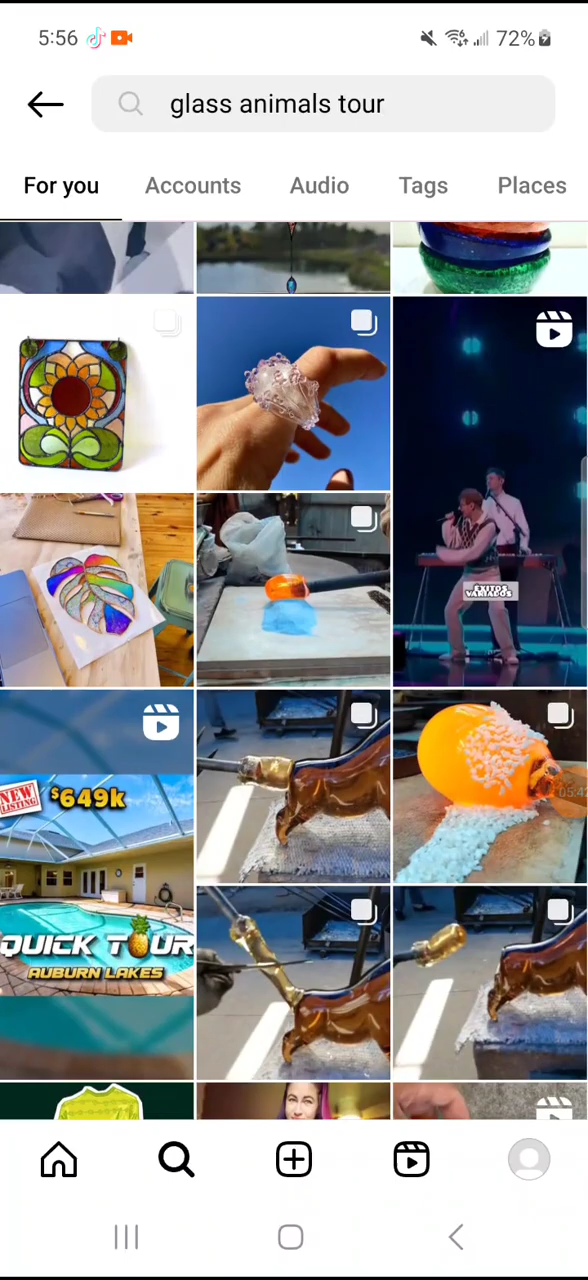 5:56
72%
glass animals tour
For you
Accounts
Audio
Tags
Places
ÉXITOS
VARIADOS
NEW
LISTING
$649k
QUICK TOUR
AUBURN LAKES